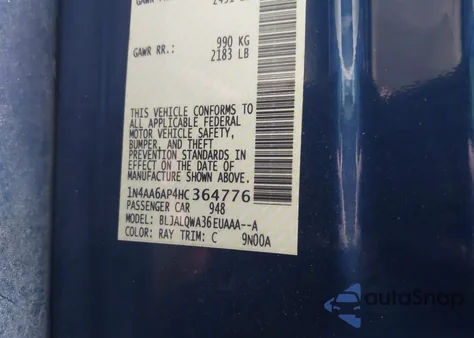 990 KG
GAWR RR.: 2183 LB
THIS VEHICLE CONFORMS TO
ALL APPLICABLE FEDERAL
MOTOR VEHICLE SAFETY,
BUMPER, AND THEFT
PREVENTION STANDARDS IN
EFFECT ON THE DATE OF
MANUFACTURE SHOWN ABOVE.
1N4AA6AP4HC364776
PASSENGER CAR 948
MODEL: BLJALQWA36EUAAA--A
COLOR: RAY TRIM: C 9N00A
autoSnap